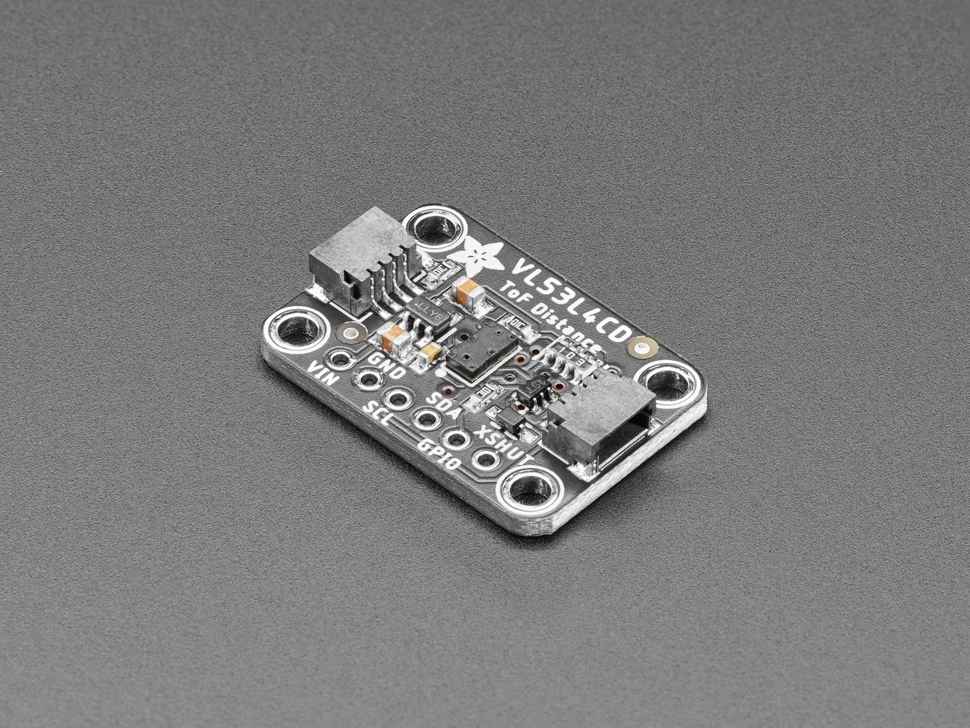 VL53L4CD
ToF Distance
VIN
GND
SCL
SDA
GPIO
XSHUT